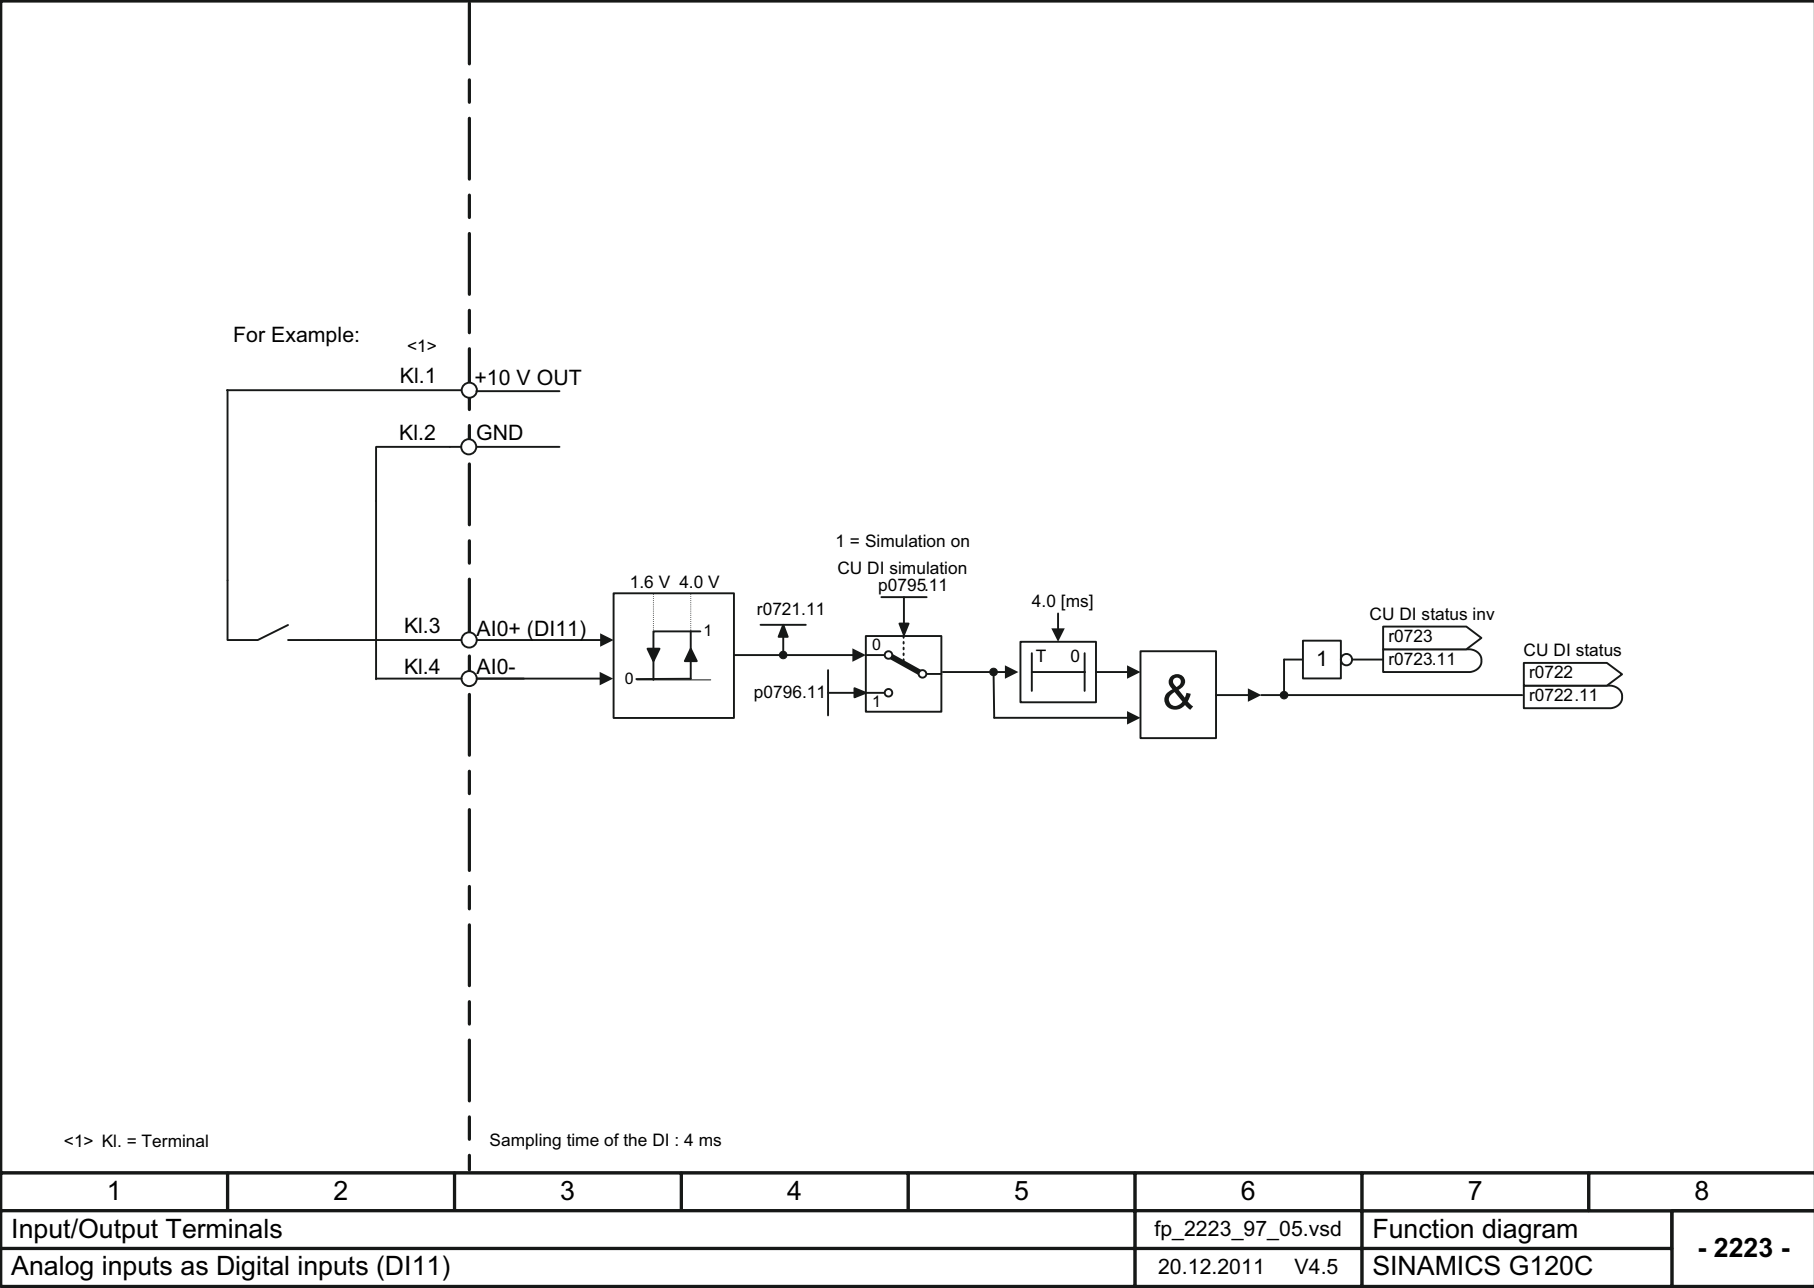 For Example:
<1>
Kl.1
+10 V OUT
Kl.2
GND
1 = Simulation on
CU DI simulation
p0795.11
1.6 V 4.0 V
r0721.11
4.0 [ms]
CU DI status inv
r0723
r0723.11
CU DI status
r0722
r0722.11
Kl.3
AI0+ (DI11)
Kl.4
AI0-
1
0
0
p0796.11
1
T 0
&
1
<1> Kl. = Terminal
Sampling time of the DI : 4 ms
1 2 3 4 5 6 7 8
Input/Output Terminals
fp_2223_97_05.vsd
Function diagram
- 2223 -
Analog inputs as Digital inputs (DI11)
20.12.2011 V4.5
SINAMICS G120C